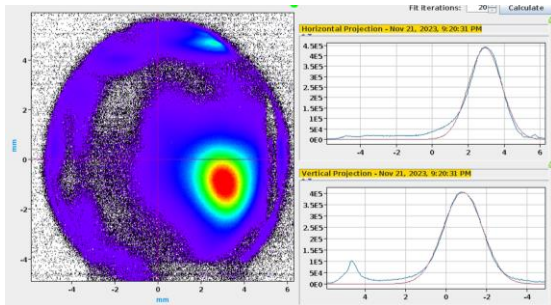 Fit iterations: 20 Calculate
Horizontal Projection - Nov 21, 2023, 9:20:31 PM
4.5E5
4E5
3.5E5
3E5
2.5E5
2E5
1.5E5
1E5
5E4
0E0
-4 -2 0 2 4 6
Vertical Projection - Nov 21, 2023, 9:20:31 PM
4E5
3.5E5
3E5
2.5E5
2E5
1.5E5
1E5
5E4
0E0
4 2 0 -2 -4
mm
4
2
0
-2
-4
-4 -2 0 2 4 6
mm